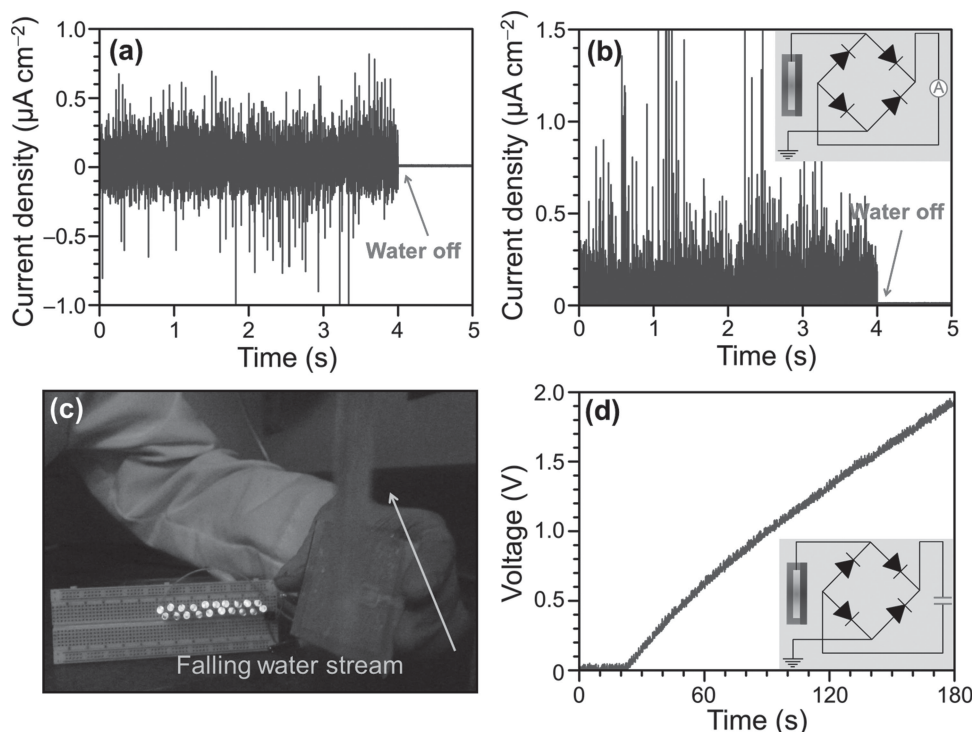 (a)
Current density (μA cm⁻²)
1.0
0.5
0
−0.5
−1.0
Water off
0 1 2 3 4 5
Time (s)
(b)
Current density (μA cm⁻²)
1.5
1.0
0.5
0
A
Water off
0 1 2 3 4 5
Time (s)
(c)
Falling water stream
(d)
Voltage (V)
2.0
1.5
1.0
0.5
0
0 60 120 180
Time (s)